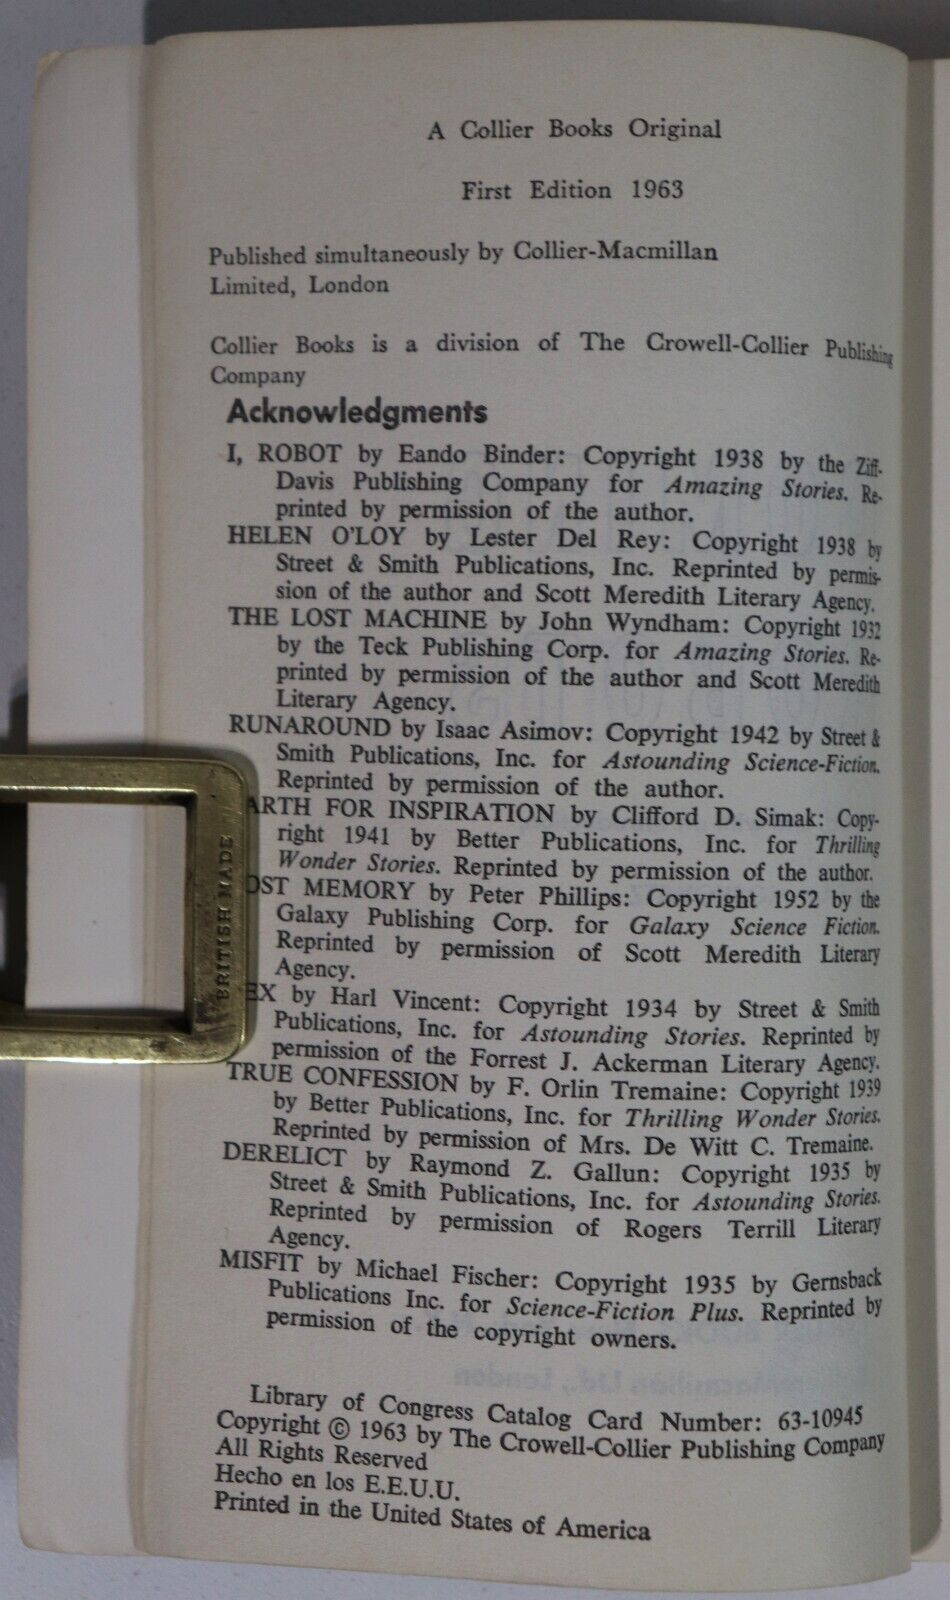 A Collier Books Original
First Edition 1963
Published simultaneously by Collier-Macmillan
Limited, London
Collier Books is a division of The Crowell-Collier Publishing
Company
Acknowledgments
I, ROBOT by Eando Binder: Copyright 1938 by the Ziff-
Davis Publishing Company for Amazing Stories. Re-
printed by permission of the author.
HELEN O'LOY by Lester Del Rey: Copyright 1938 by
Street & Smith Publications, Inc. Reprinted by permis-
sion of the author and Scott Meredith Literary Agency.
THE LOST MACHINE by John Wyndham: Copyright 1932
by the Teck Publishing Corp. for Amazing Stories. Re-
printed by permission of the author and Scott Meredith
Literary Agency.
RUNAROUND by Isaac Asimov: Copyright 1942 by Street &
Smith Publications, Inc. for Astounding Science-Fiction.
Reprinted by permission of the author.
ARTH FOR INSPIRATION by Clifford D. Simak: Copy-
right 1941 by Better Publications, Inc. for Thrilling
Wonder Stories. Reprinted by permission of the author.
OST MEMORY by Peter Phillips: Copyright 1952 by the
Galaxy Publishing Corp. for Galaxy Science Fiction.
Reprinted by permission of Scott Meredith Literary
Agency.
EX by Harl Vincent: Copyright 1934 by Street & Smith
Publications, Inc. for Astounding Stories. Reprinted by
permission of the Forrest J. Ackerman Literary Agency.
TRUE CONFESSION by F. Orlin Tremaine: Copyright 1939
by Better Publications, Inc. for Thrilling Wonder Stories.
Reprinted by permission of Mrs. De Witt C. Tremaine.
DERELICT by Raymond Z. Gallun: Copyright 1935 by
Street & Smith Publications, Inc. for Astounding Stories.
Reprinted by permission of Rogers Terrill Literary
Agency.
MISFIT by Michael Fischer: Copyright 1935 by Gernsback
Publications Inc. for Science-Fiction Plus. Reprinted by
permission of the copyright owners.
Library of Congress Catalog Card Number: 63-10945
Copyright © 1963 by The Crowell-Collier Publishing Company
All Rights Reserved
Hecho en los E.E.U.U.
Printed in the United States of America
BRITISH MADE